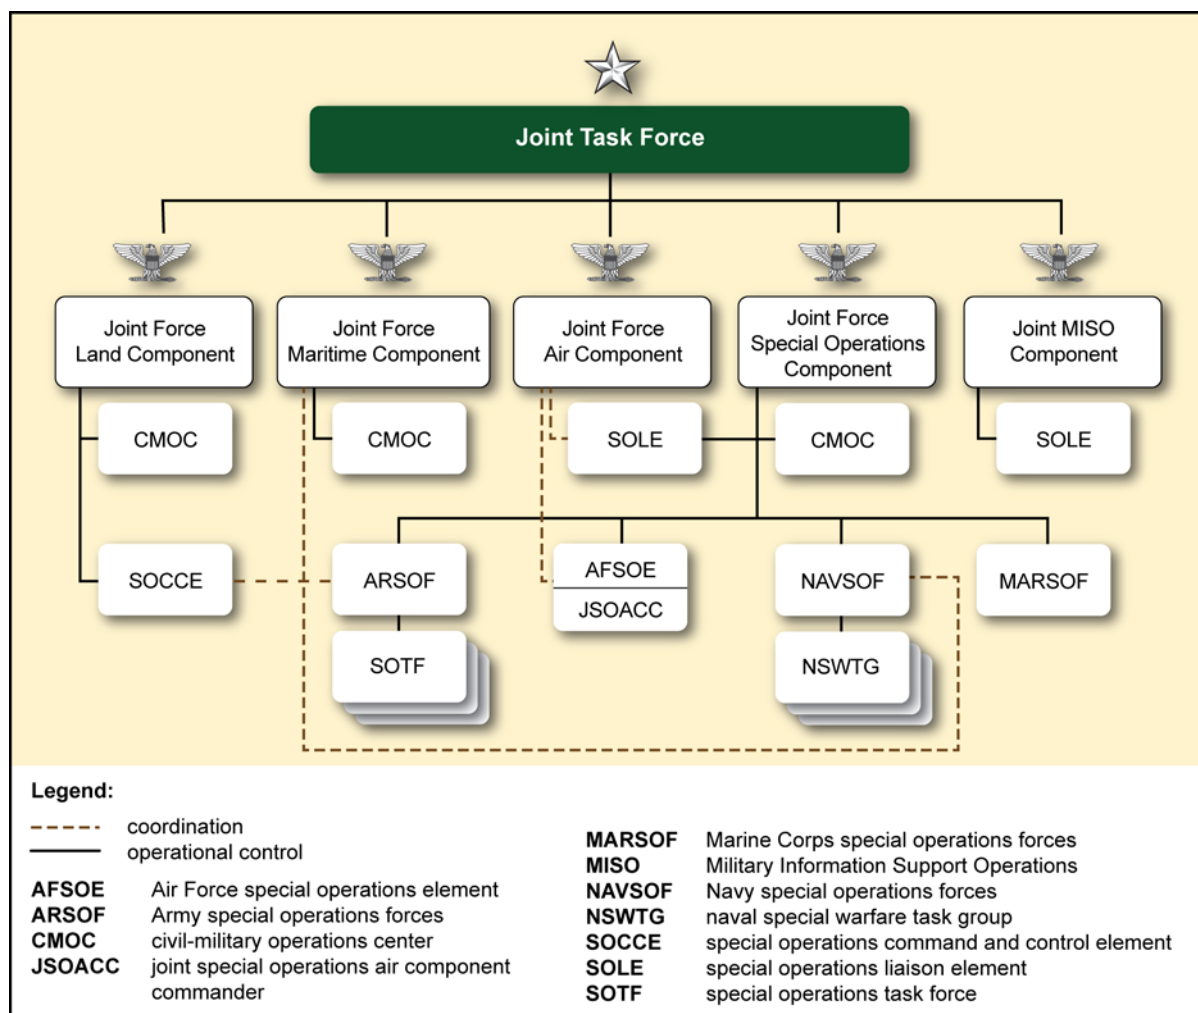 Joint Task Force
Joint Force
Land Component
Joint Force
Maritime Component
Joint Force
Air Component
Joint Force
Special Operations
Component
Joint MISO
Component
CMOC
CMOC
SOLE
CMOC
SOLE
SOCCE
ARSOF
AFSOE
JSOACC
NAVSOF
MARSOF
SOTF
NSWTG
Legend:
coordination
operational control
AFSOE Air Force special operations element
ARSOF Army special operations forces
CMOC civil-military operations center
JSOACC joint special operations air component
commander
MARSOF Marine Corps special operations forces
MISO Military Information Support Operations
NAVSOF Navy special operations forces
NSWTG naval special warfare task group
SOCCE special operations command and control element
SOLE special operations liaison element
SOTF special operations task force